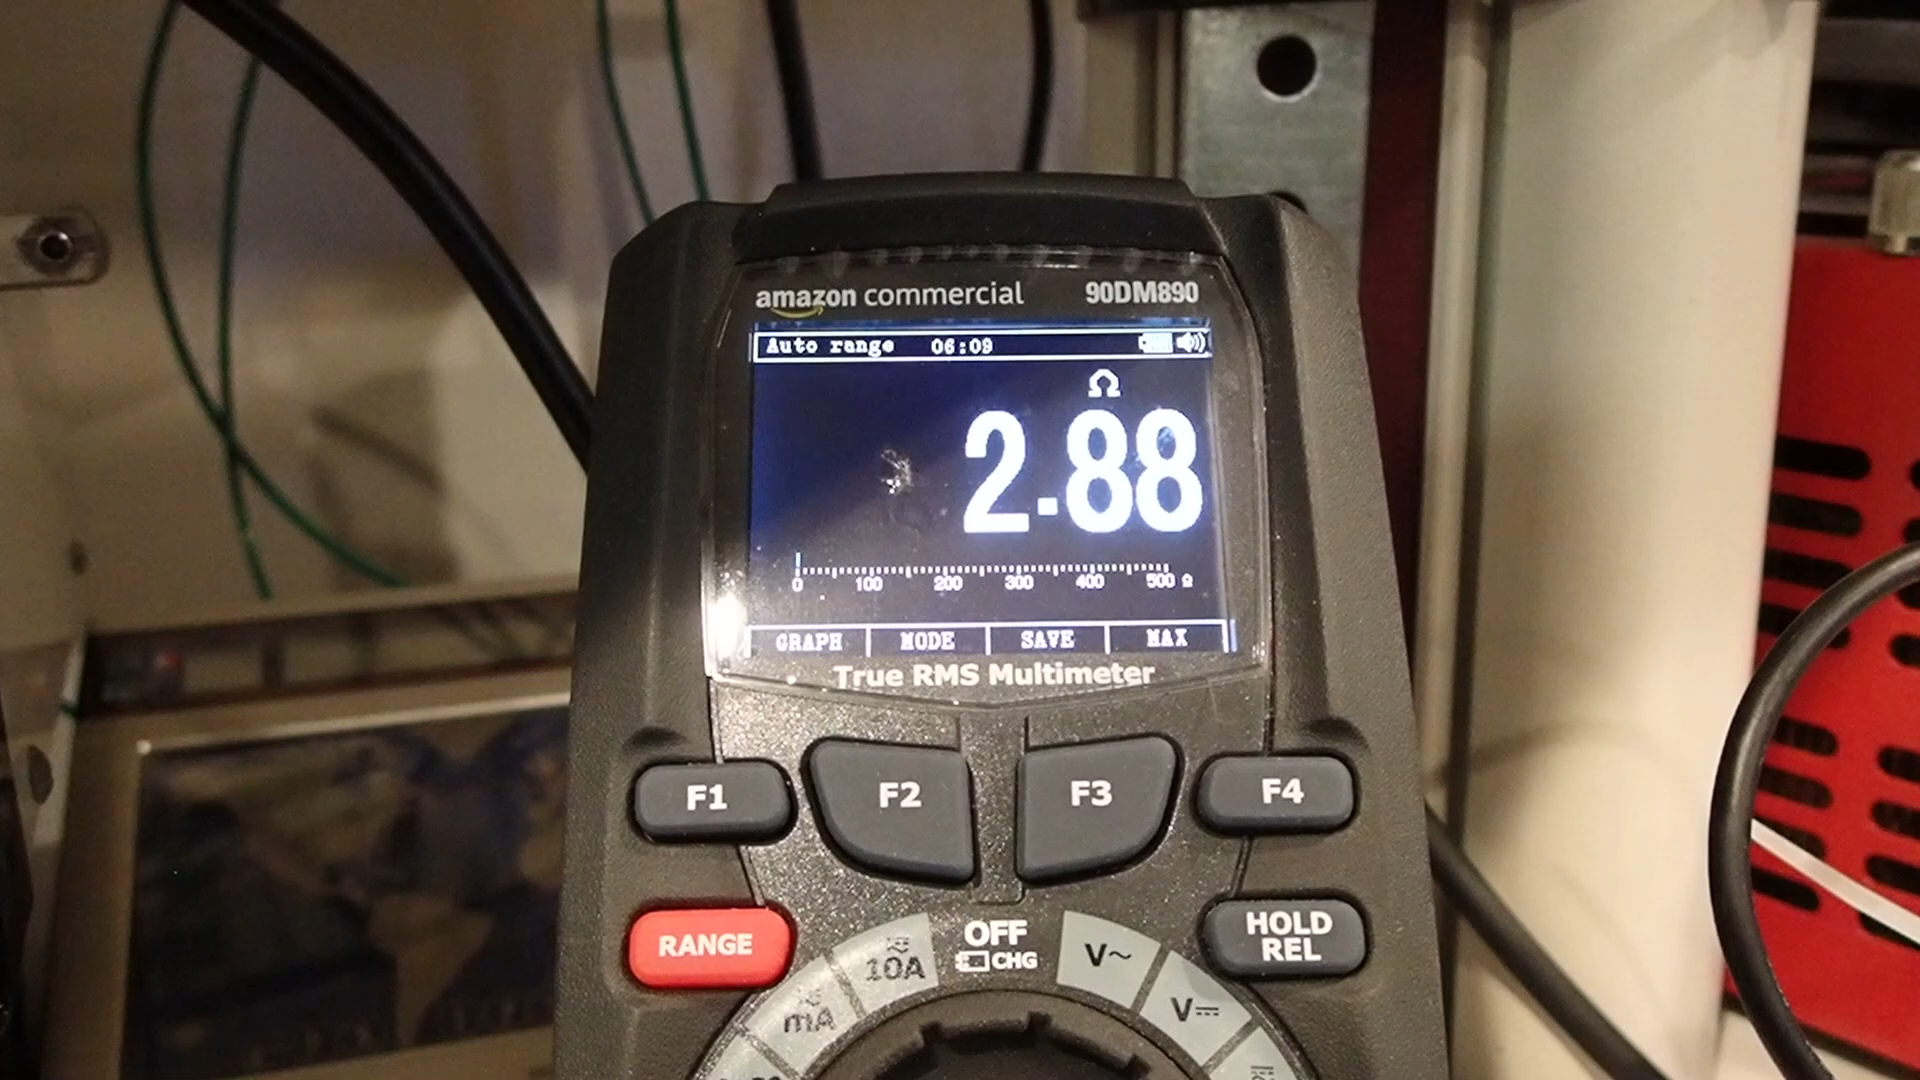 amazon commercial 90DM890
Auto range 06:09
Ω
2.88
0 100 200 300 400 500 Ω
GRAPH MODE SAVE MAX
True RMS Multimeter
F1 F2 F3 F4
RANGE
OFF
CHG
HOLD
REL
10A
mA
V~
V⎓